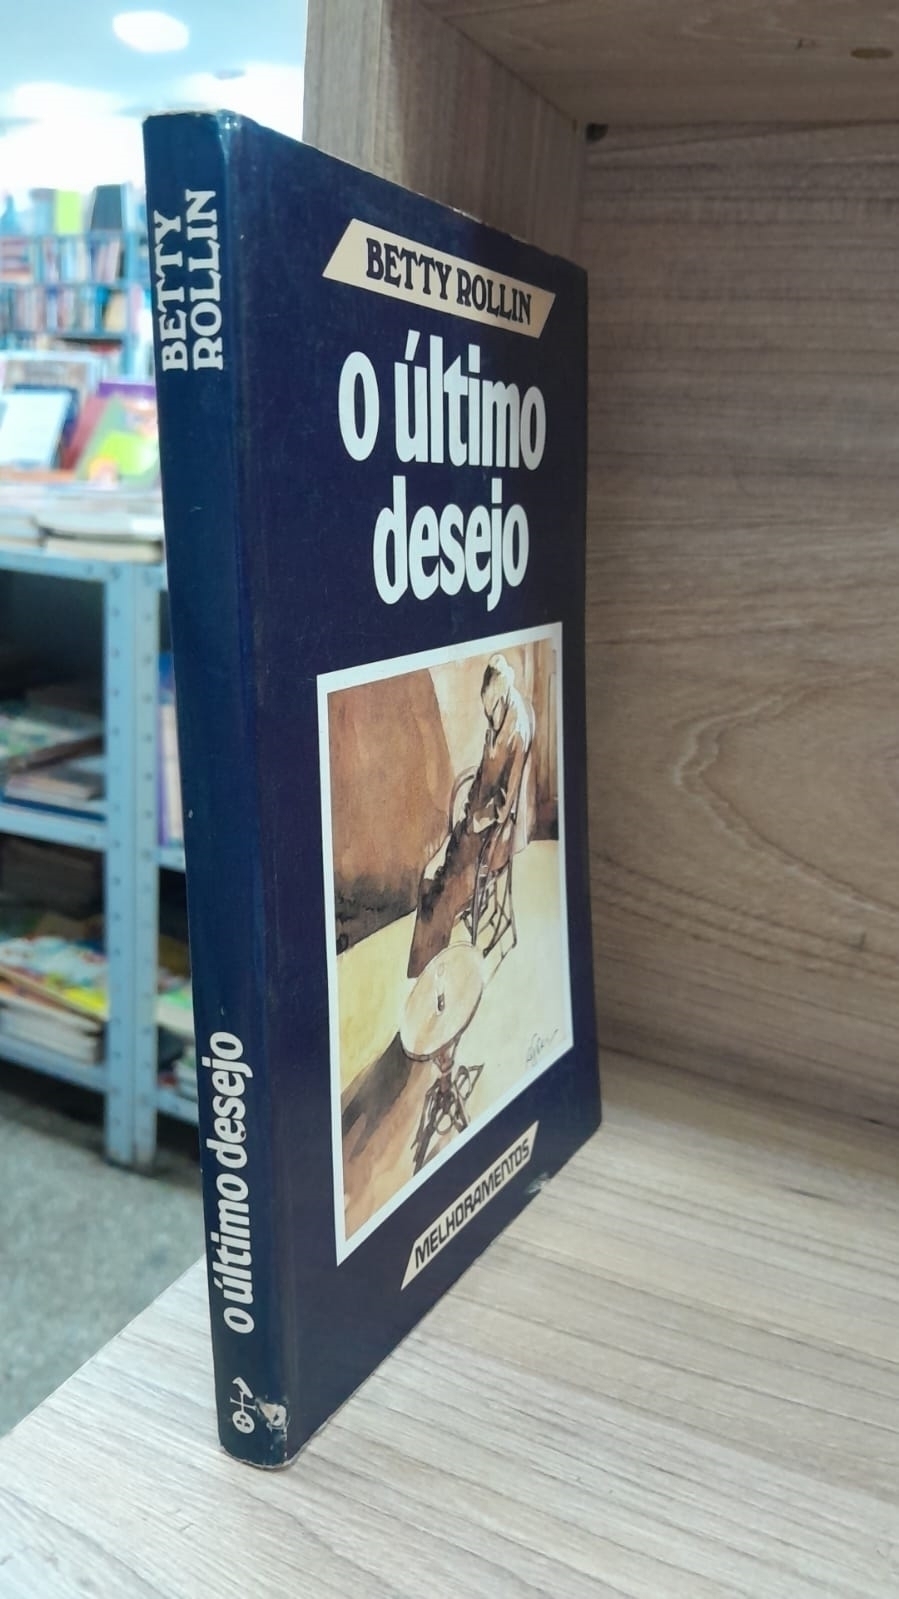 BETTY
ROLLIN
o último desejo
BETTY ROLLIN
o último
desejo
MELHORAMENTOS